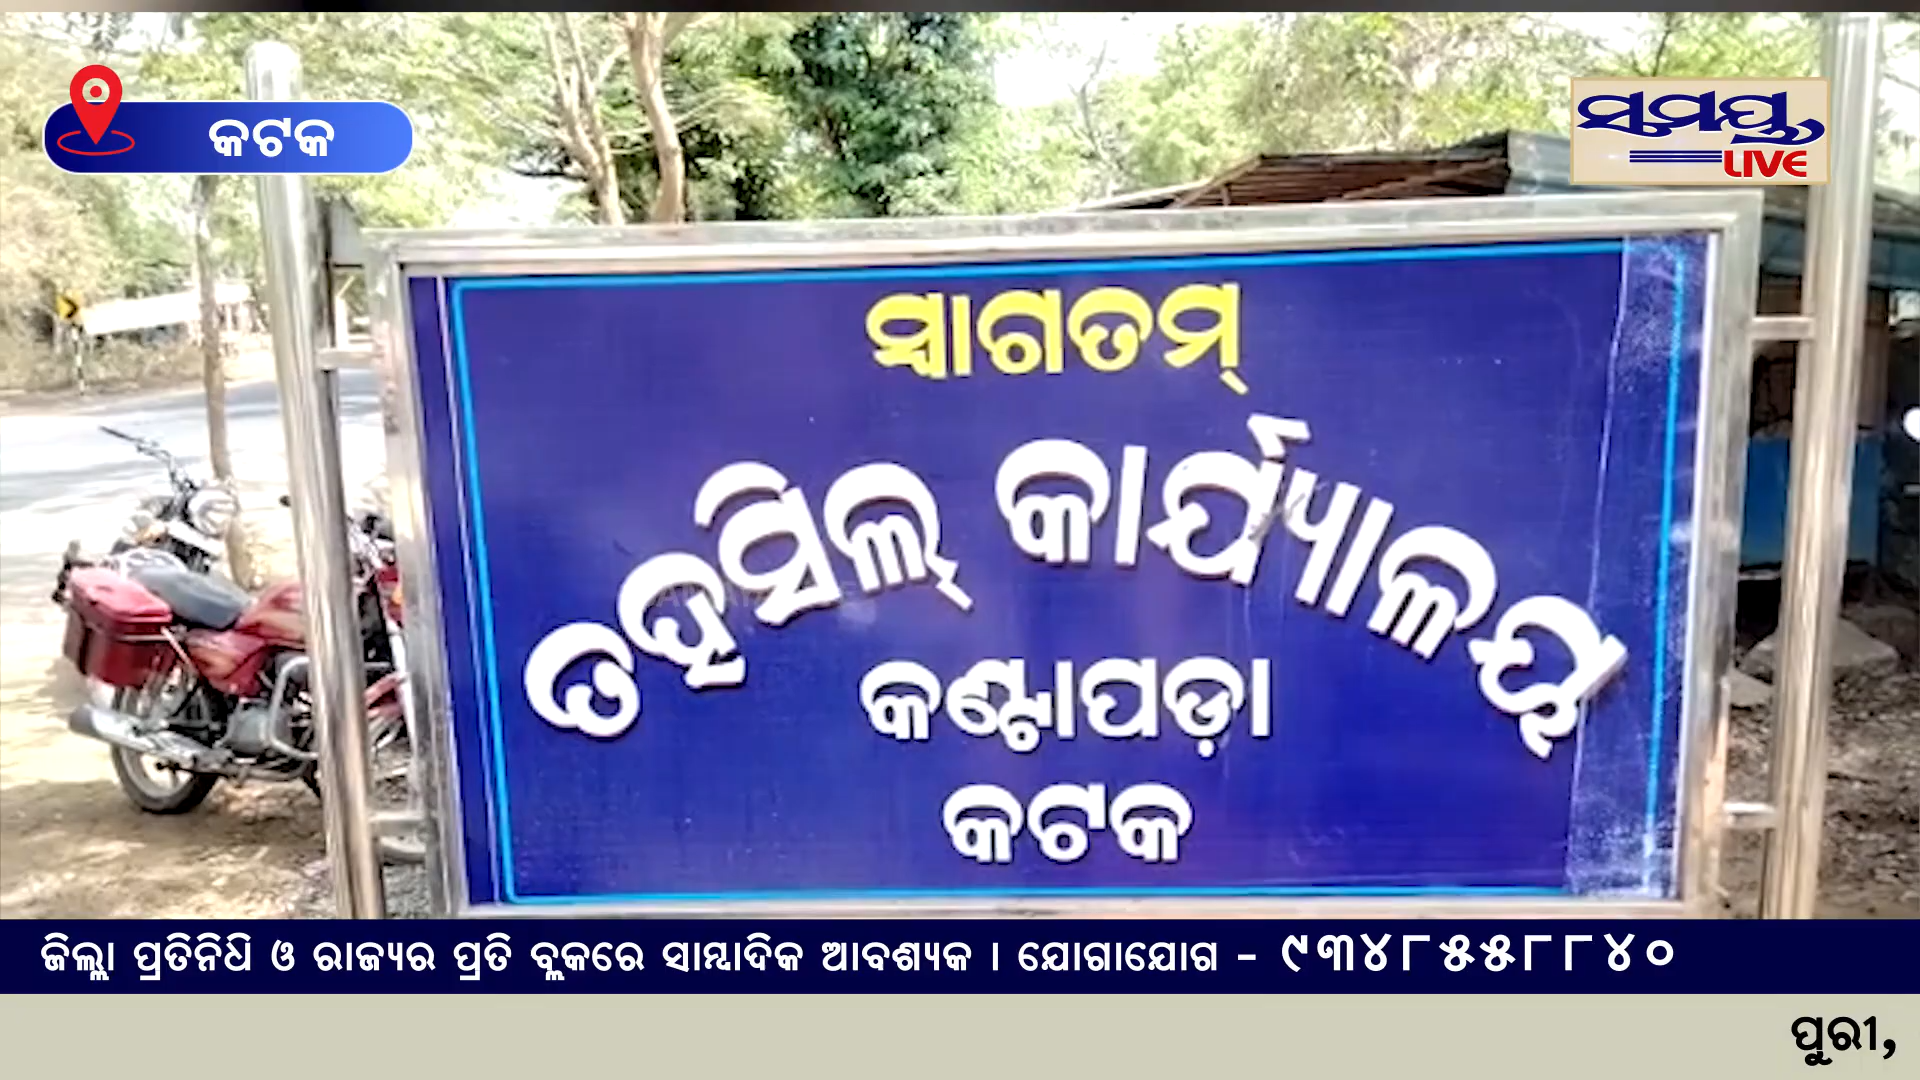 କଟକ
ସମୟ
LIVE
ସ୍ଵାଗତମ୍
ତହସିଲ୍ କାର୍ଯ୍ୟାଳୟ
କଣ୍ଟାପଡ଼ା
କଟକ
ଜିଲ୍ଲା ପ୍ରତିନିଧି ଓ ରାଜ୍ୟର ପ୍ରତି ବ୍ଲକରେ ସାମ୍ବାଦିକ ଆବଶ୍ୟକ । ଯୋଗାଯୋଗ - ୯୩୪୮୫୫୮୮୪୦
ପୁରୀ,